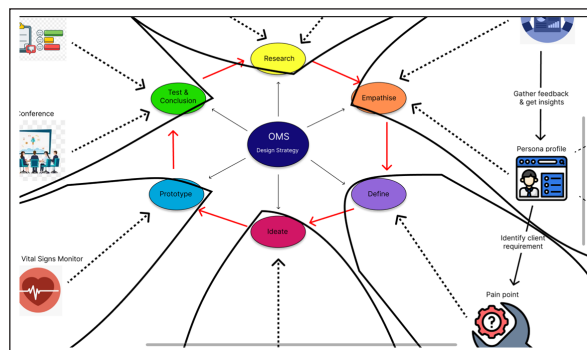 Research
Test &
Conclusion
Empathise
Gather feedback
& get insights
Conference
OMS
Design Strategy
Persona profile
Prototype
Define
Ideate
Identify client
requirement
Vital Signs Monitor
Pain point
?